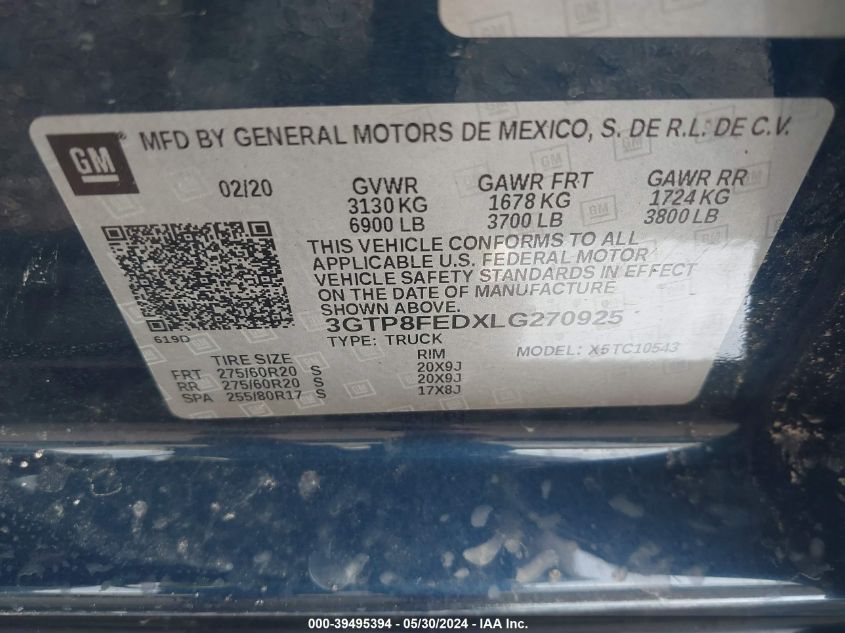 GM
MFD BY GENERAL MOTORS DE MEXICO, S. DE R.L. DE C.V.
02/20 GVWR GAWR FRT GAWR RR
3130 KG 1678 KG 1724 KG
6900 LB 3700 LB 3800 LB
THIS VEHICLE CONFORMS TO ALL
APPLICABLE U.S. FEDERAL MOTOR
VEHICLE SAFETY STANDARDS IN EFFECT
ON THE DATE OF MANUFACTURE
SHOWN ABOVE.
3GTP8FEDXLG270925
619D
TYPE: TRUCK MODEL: X5TC10543
TIRE SIZE RIM
FRT 275/60R20 S 20X9J
RR 275/60R20 S 20X9J
SPA 255/80R17 S 17X8J
000-39495394 - 05/30/2024 - IAA Inc.